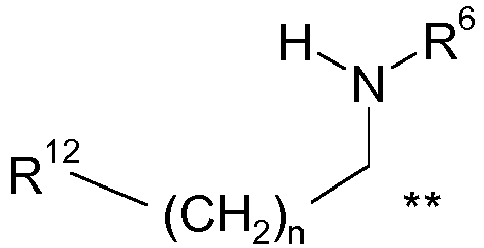 H N R⁶
R¹² (CH₂)ₙ **